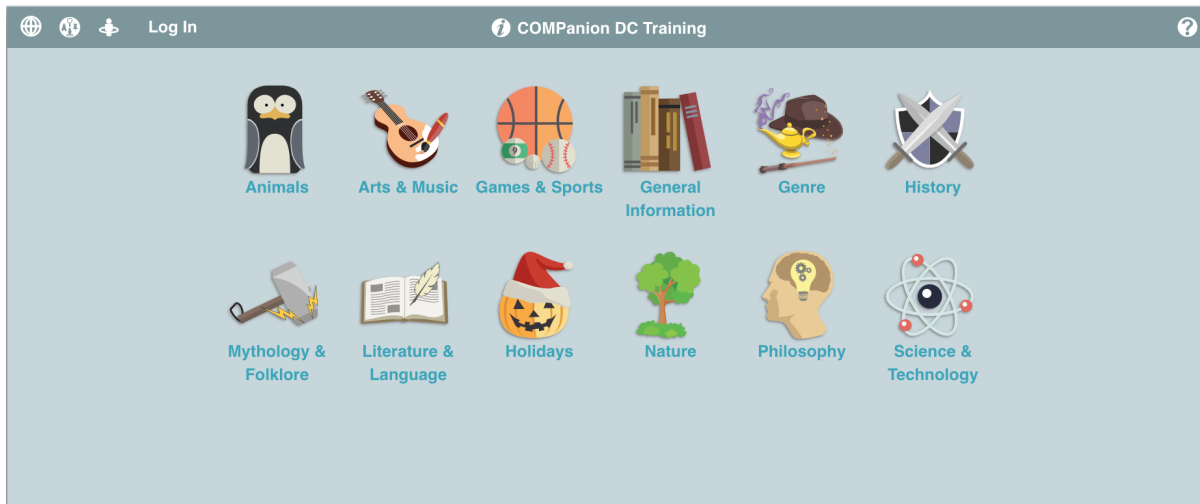 Log In
COMPanion DC Training
Animals
Arts & Music
Games & Sports
General
Information
Genre
History
Mythology &
Folklore
Literature &
Language
Holidays
Nature
Philosophy
Science &
Technology